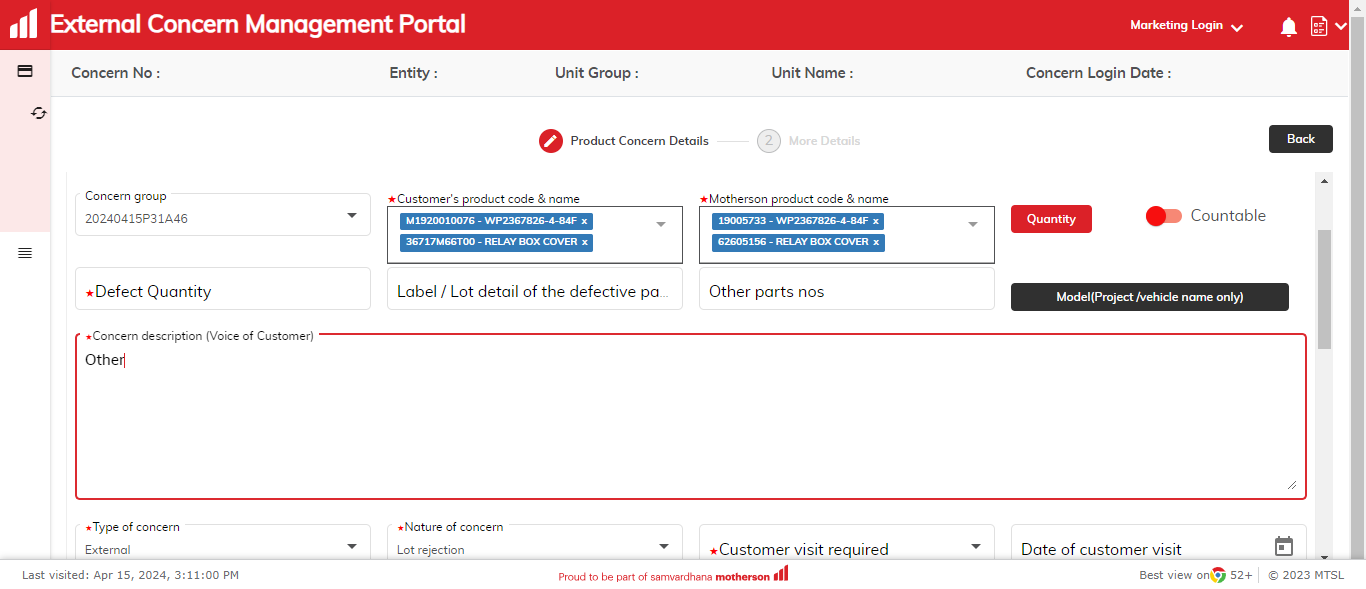 External Concern Management Portal
Marketing Login
Concern No :
Entity :
Unit Group :
Unit Name :
Concern Login Date :
Product Concern Details
2
More Details
Back
Concern group
20240415P31A46
★Customer's product code & name
M1920010076 - WP2367826-4-84F x
36717M66T00 - RELAY BOX COVER x
★Motherson product code & name
19005733 - WP2367826-4-84F x
62605156 - RELAY BOX COVER x
Quantity
Countable
★Defect Quantity
Label / Lot detail of the defective pa...
Other parts nos
Model(Project /vehicle name only)
★Concern description (Voice of Customer)
Other
★Type of concern
External
★Nature of concern
Lot rejection
★Customer visit required
Date of customer visit
Last visited: Apr 15, 2024, 3:11:00 PM
Proud to be part of samvardhana motherson
Best view on 52+
© 2023 MTSL